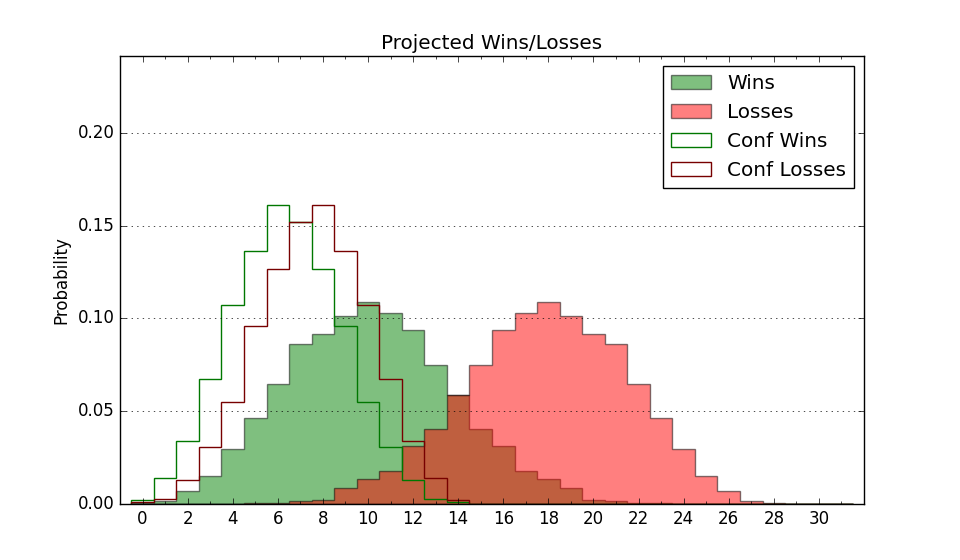 Projected Wins/Losses
Wins
Losses
Conf Wins
Conf Losses
Probability
0.20
0.15
0.10
0.05
0.00
0 2 4 6 8 10 12 14 16 18 20 22 24 26 28 30